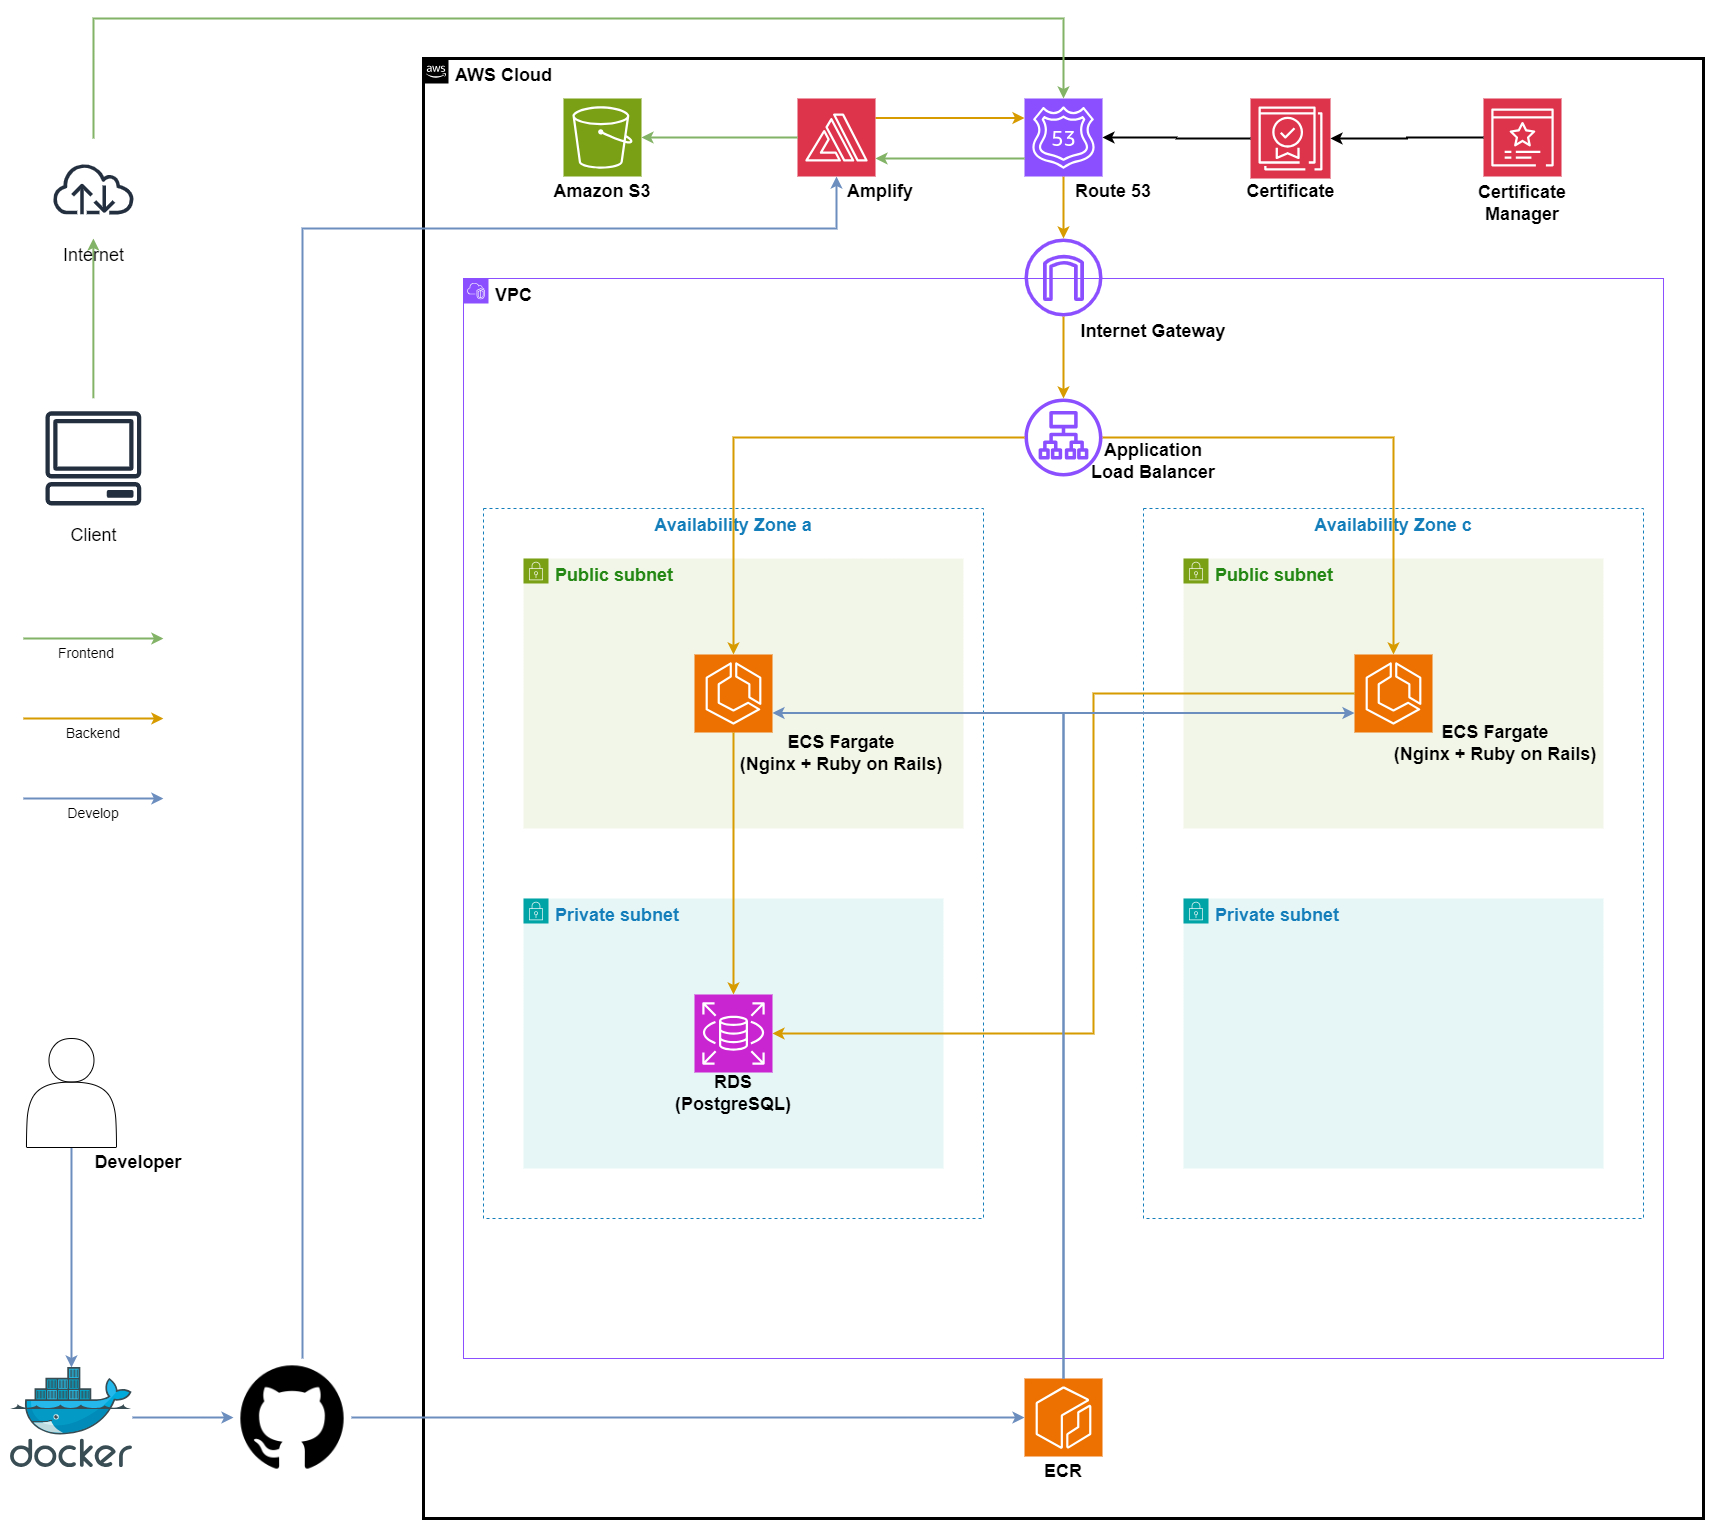 aws
AWS Cloud
53
Amazon S3
Amplify
Route 53
Certificate
Certificate
Manager
Internet
VPC
Internet Gateway
Client
Application
Load Balancer
Availability Zone a
Availability Zone c
Public subnet
Public subnet
Frontend
Backend
Develop
ECS Fargate
(Nginx + Ruby on Rails)
ECS Fargate
(Nginx + Ruby on Rails)
Private subnet
Private subnet
RDS
(PostgreSQL)
Developer
docker
ECR